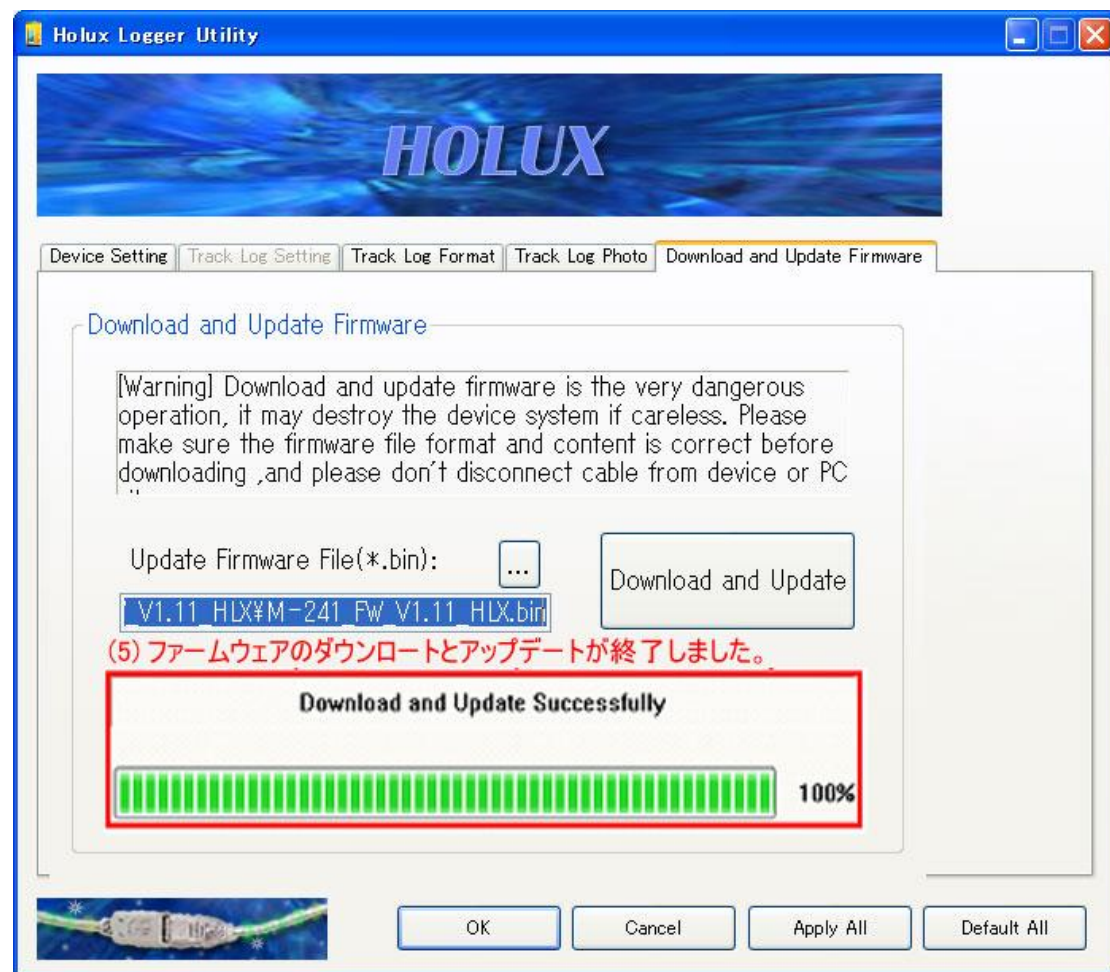 Holux Logger Utility
HOLUX
Device Setting Track Log Setting Track Log Format Track Log Photo Download and Update Firmware
Download and Update Firmware
[Warning] Download and update firmware is the very dangerous
operation, it may destroy the device system if careless. Please
make sure the firmware file format and content is correct before
downloading ,and please don't disconnect cable from device or PC
Update Firmware File(*.bin):
...
Download and Update
_V1.11_HLX¥M-241_FW_V1.11_HLX.bin
(5) ファームウェアのダウンロートとアップデートが終了しました。
Download and Update Successfully
100%
OK Cancel Apply All Default All